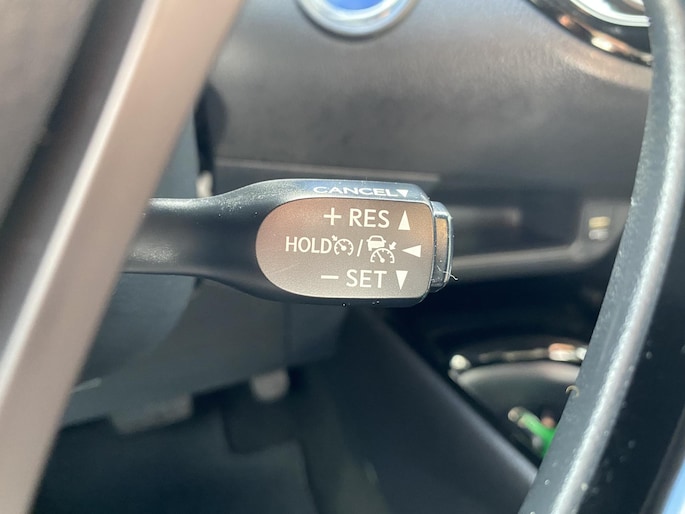 CANCEL▼
+ RES ▲
HOLD / ◀
− SET ▼